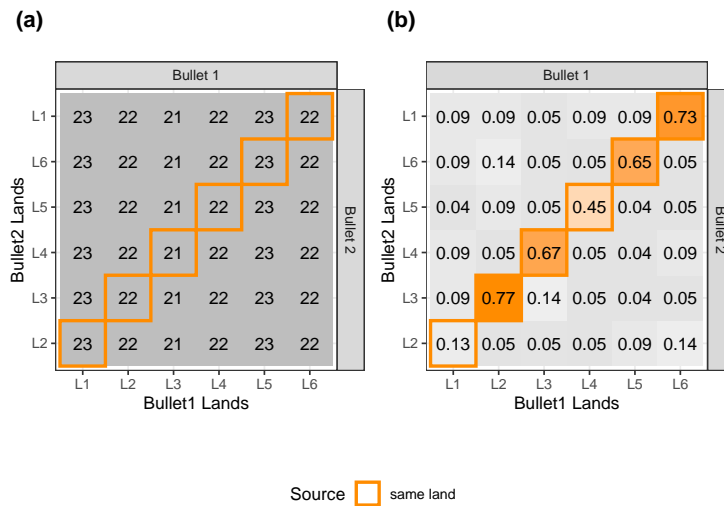 (a)
(b)
Bullet 1
Bullet 1
L1 23 22 21 22 23 22
L6 23 22 21 22 23 22
L5 23 22 21 22 23 22
L4 23 22 21 22 23 22
L3 23 22 21 22 23 22
L2 23 22 21 22 23 22
L1 L2 L3 L4 L5 L6
Bullet1 Lands
Bullet2 Lands
Bullet 2
L1 0.09 0.09 0.05 0.09 0.09 0.73
L6 0.09 0.14 0.05 0.05 0.65 0.05
L5 0.04 0.09 0.05 0.45 0.04 0.05
L4 0.09 0.05 0.67 0.05 0.04 0.09
L3 0.09 0.77 0.14 0.05 0.04 0.05
L2 0.13 0.05 0.05 0.05 0.09 0.14
L1 L2 L3 L4 L5 L6
Bullet1 Lands
Bullet2 Lands
Bullet 2
Source same land